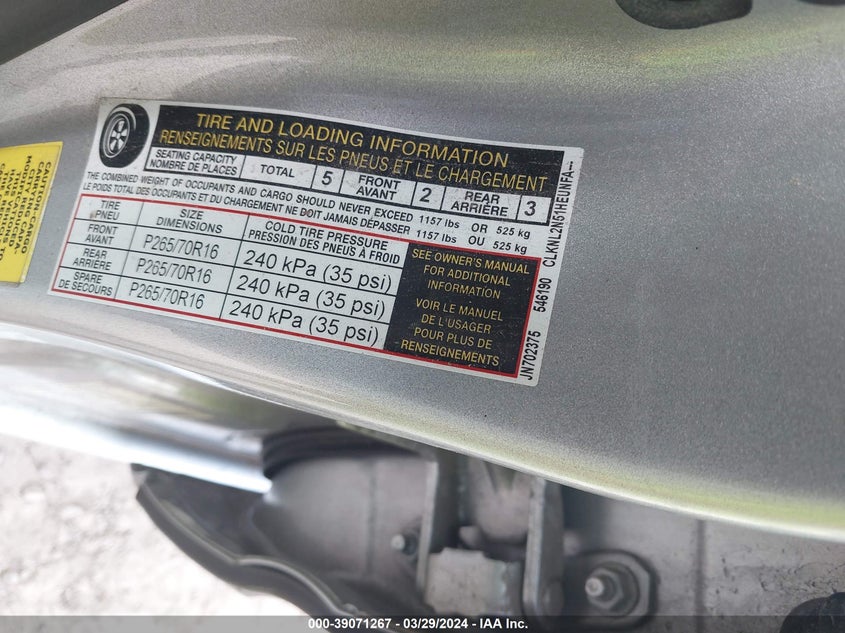 TIRE AND LOADING INFORMATION
RENSEIGNEMENTS SUR LES PNEUS ET LE CHARGEMENT
SEATING CAPACITY
NOMBRE DE PLACES
TOTAL 5
FRONT
AVANT 2
REAR
ARRIÈRE 3
THE COMBINED WEIGHT OF OCCUPANTS AND CARGO SHOULD NEVER EXCEED 1157 lbs OR 525 kg
LE POIDS TOTAL DES OCCUPANTS ET DU CHARGEMENT NE DOIT JAMAIS DÉPASSER 1157 lbs OU 525 kg
TIRE
PNEU
SIZE
DIMENSIONS
COLD TIRE PRESSURE
PRESSION DES PNEUS À FROID
FRONT
AVANT
P265/70R16
240 kPa (35 psi)
REAR
ARRIÈRE
P265/70R16
240 kPa (35 psi)
SPARE
DE SECOURS
P265/70R16
240 kPa (35 psi)
SEE OWNER'S MANUAL
FOR ADDITIONAL
INFORMATION
VOIR LE MANUEL
DE L'USAGER
POUR PLUS DE
RENSEIGNEMENTS
JN702375 546190 CLKNL2N51HEUNFA--
000-39071267 - 03/29/2024 - IAA Inc.